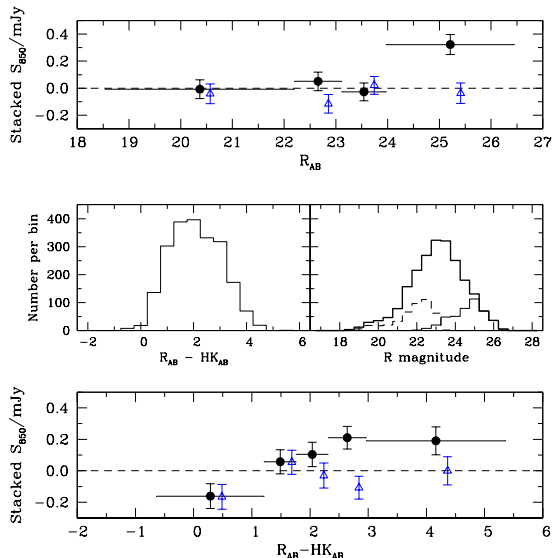 Stacked S850/mJy
0.4
0.2
0.0
−0.2
17 18 19 20 21 22 23 24 25 26 27
RAB
Number per bin
400
300
200
100
0
−2 0 2 4 6
RAB − HKAB
18 20 22 24 26 28
R magnitude
Stacked S850/mJy
0.4
0.2
0.0
−0.2
−2 −1 0 1 2 3 4 5 6
RAB−HKAB